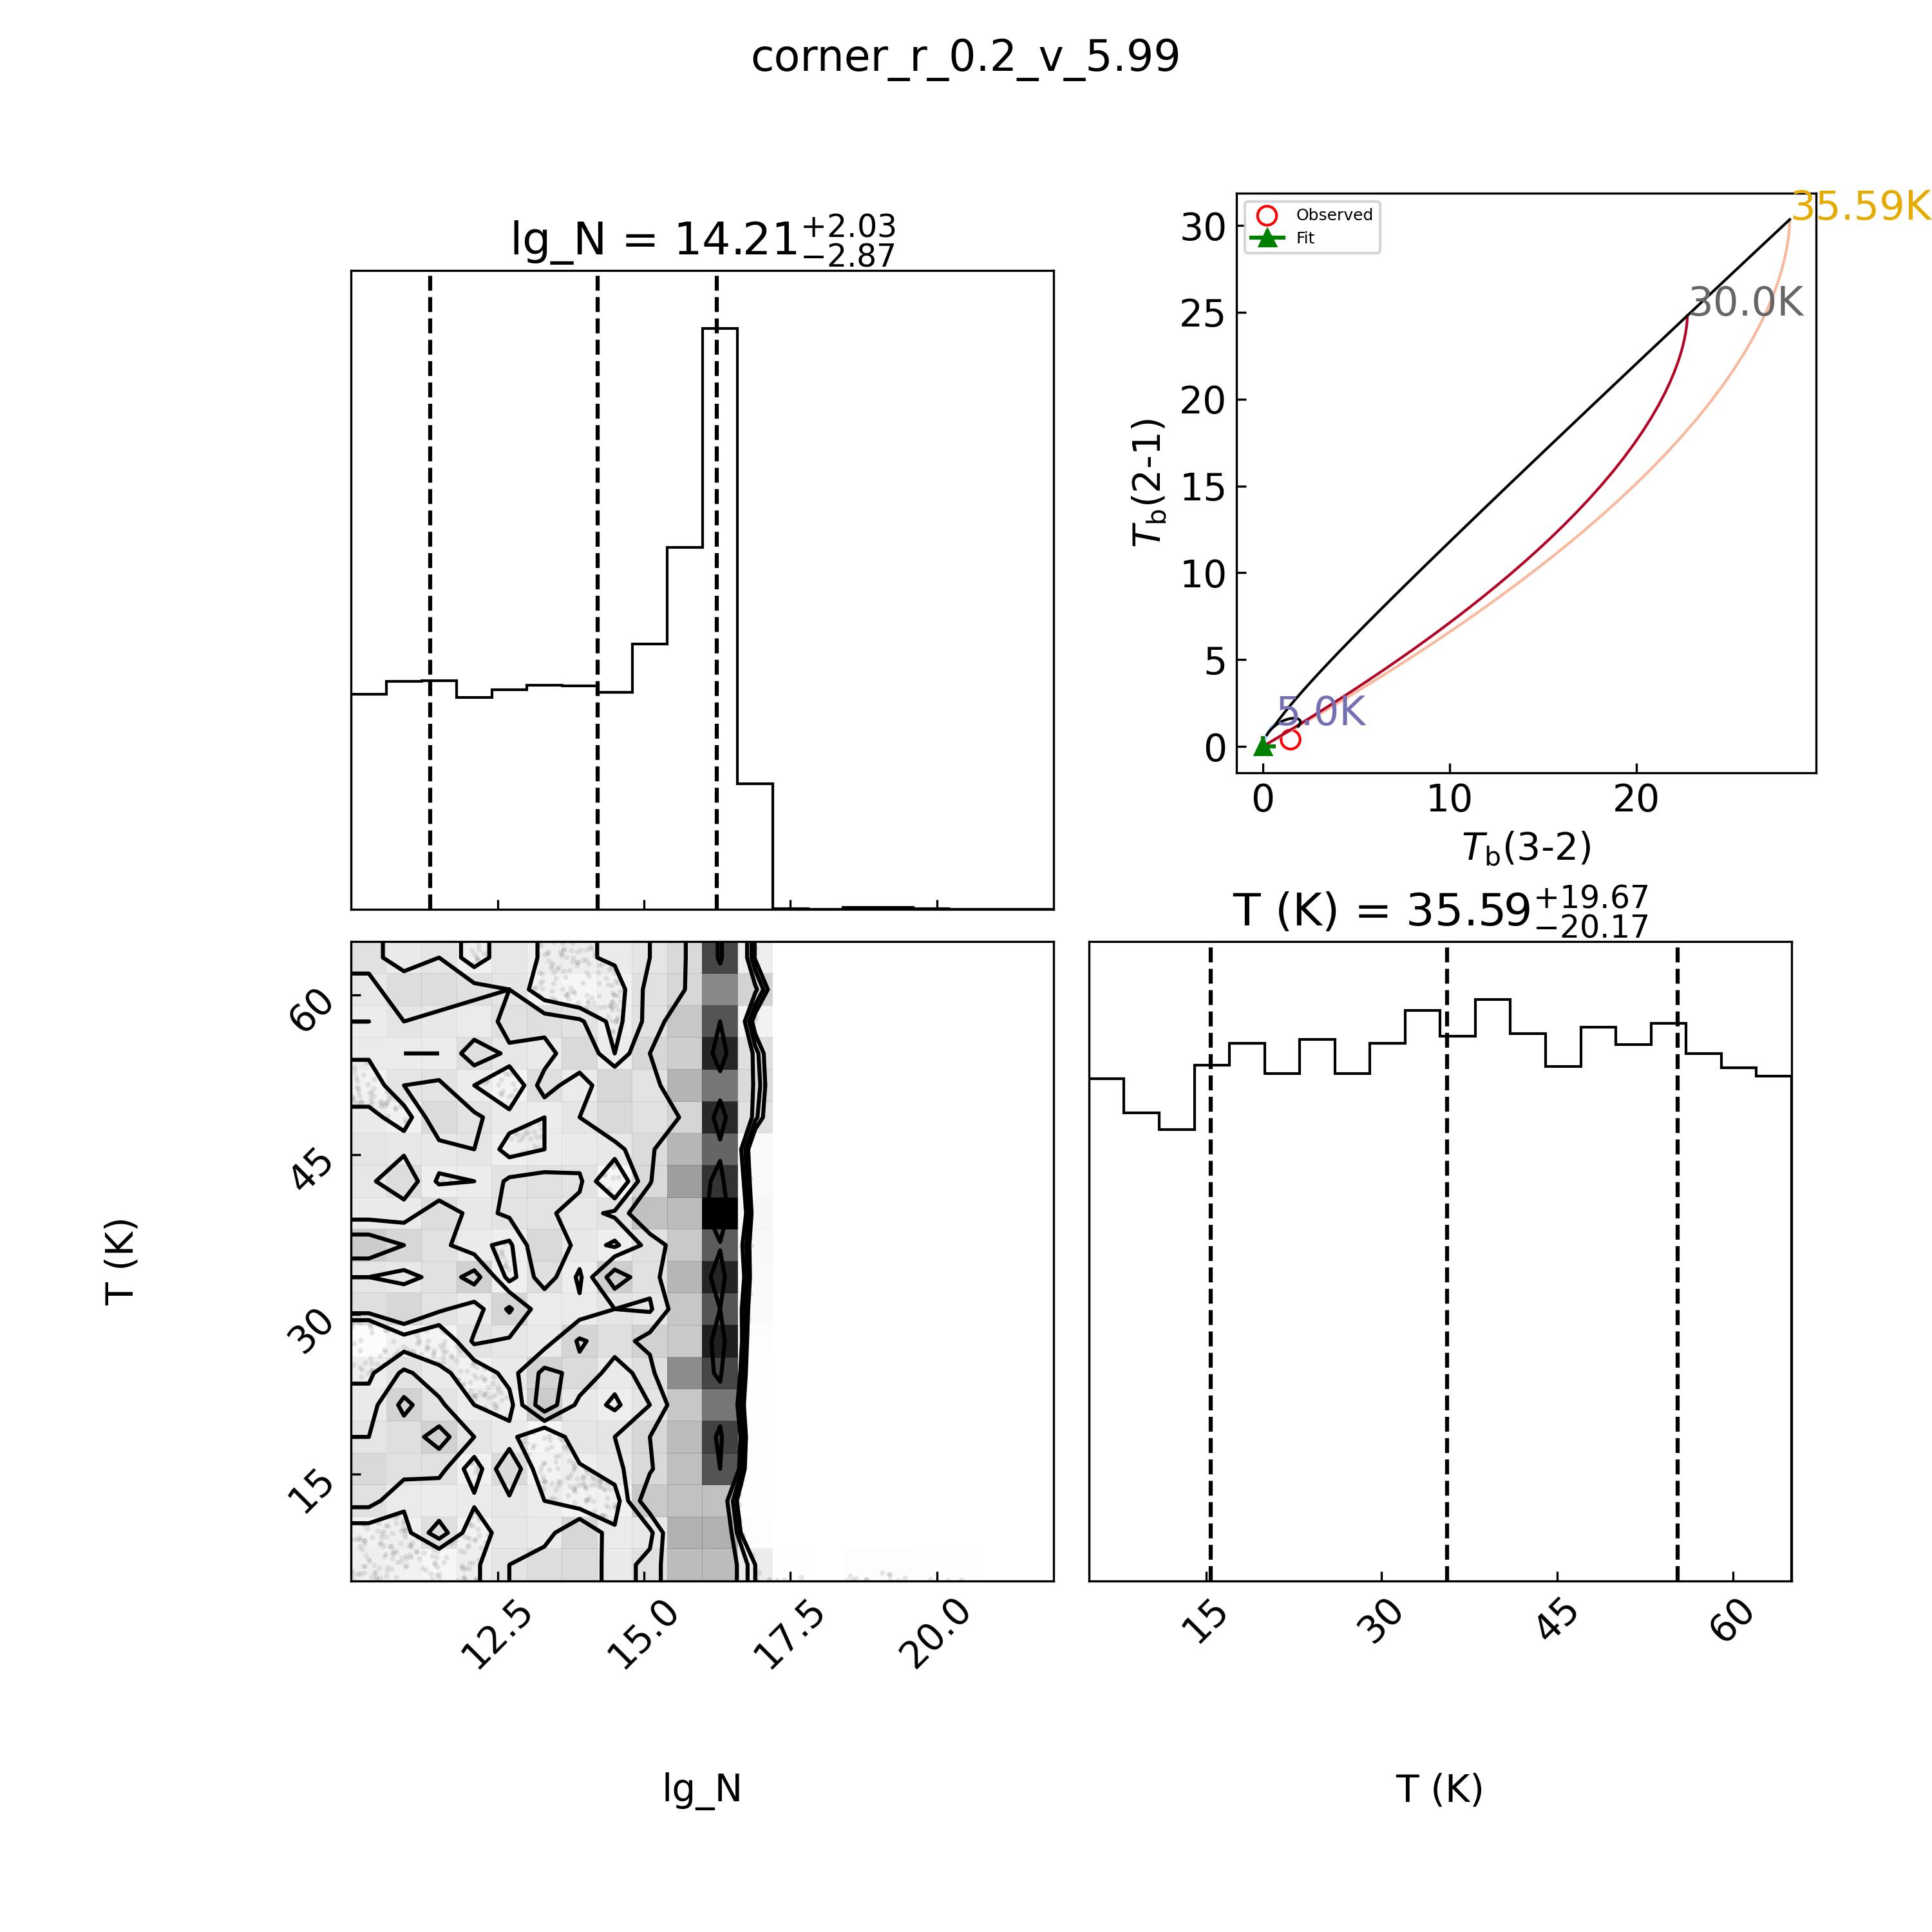 corner_r_0.2_v_5.99
lg_N = 14.21+2.03 −2.87
35.59K
Observed
Fit
30
25
20
15
10
5
0
30.0K
5.0K
Tb(2-1)
0 10 20
Tb(3-2)
T (K) = 35.59+19.67 −20.17
60
45
30
15
T (K)
12.5 15.0 17.5 20.0
15 30 45 60
lg_N
T (K)